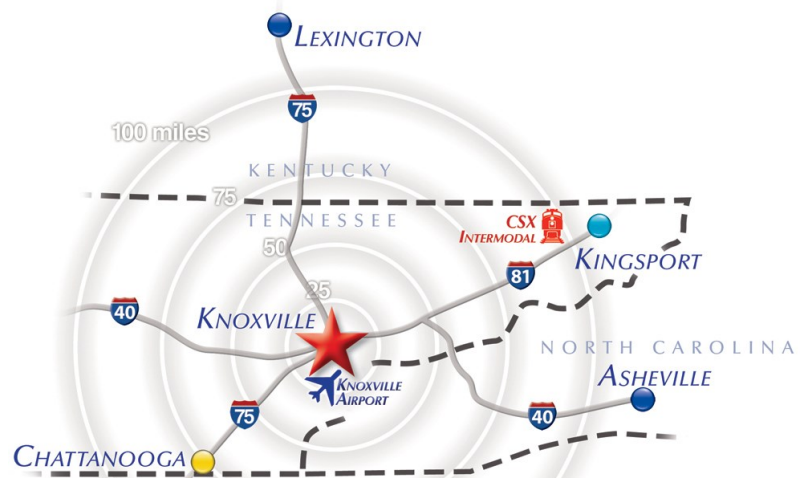 LEXINGTON
75
100 miles
KENTUCKY
75
TENNESSEE
CSX
INTERMODAL
50
KINGSPORT
81
25
40
KNOXVILLE
NORTH CAROLINA
ASHEVILLE
KNOXVILLE
AIRPORT
75
40
CHATTANOOGA